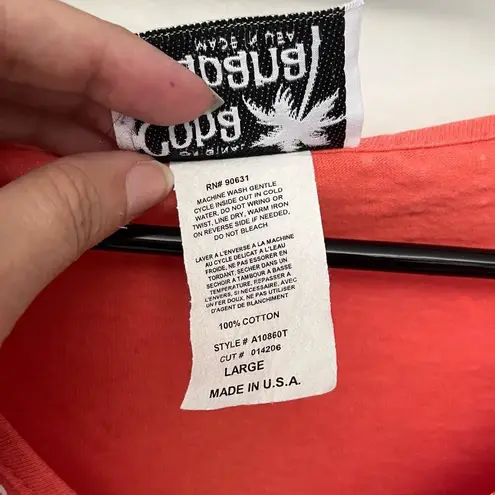 Copa
RN# 90631
MACHINE WASH GENTLE
CYCLE INSIDE OUT IN COLD
WATER, DO NOT WRING OR
TWIST. LINE DRY, WARM IRON
ON REVERSE SIDE IF NEEDED,
DO NOT BLEACH
LAVER À L'ENVERSE A LA MACHINE
AU CYCLE DELICAT A L'EAU
FROIDE. NE PAS ESSORER EN
TORDANT. SECHER DANS UN
SECHOIR A TAMBOUR A BASSE
TEMPERATURE. REPASSER A
L'ENVERS, SI NECESSAIRE. AVEC
UN FER DOUX. NE PAS UTILISER
D'AGENT DE BLANCHIMENT
100% COTTON
STYLE # A10860T
CUT # 014206
LARGE
MADE IN U.S.A.